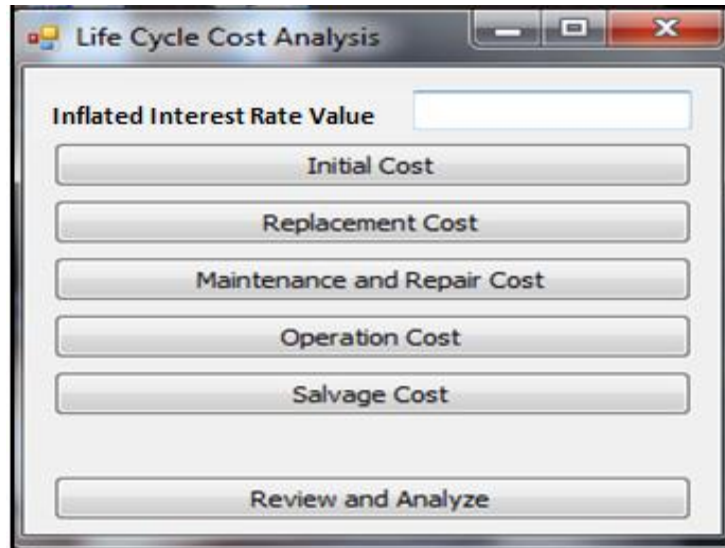 Life Cycle Cost Analysis
Inflated Interest Rate Value
Initial Cost
Replacement Cost
Maintenance and Repair Cost
Operation Cost
Salvage Cost
Review and Analyze